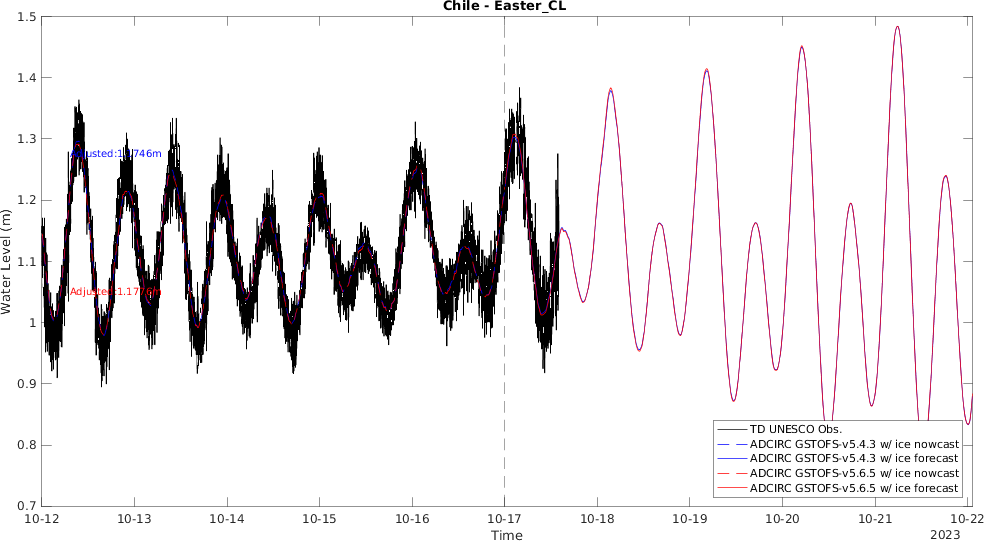 Chile - Easter_CL
1.5
1.4
1.3
1.2
1.1
1
0.9
0.8
0.7
Water Level (m)
TD UNESCO Obs.
ADCIRC GSTOFS-v5.4.3 w/ ice nowcast
ADCIRC GSTOFS-v5.4.3 w/ ice forecast
ADCIRC GSTOFS-v5.6.5 w/ ice nowcast
ADCIRC GSTOFS-v5.6.5 w/ ice forecast
10-12 10-13 10-14 10-15 10-16 10-17 10-18 10-19 10-20 10-21 10-22
Time
2023